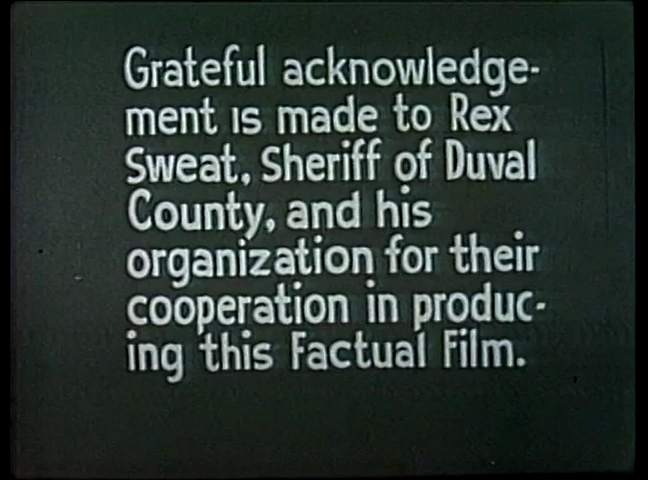 Grateful acknowledge-
ment is made to Rex
Sweat, Sheriff of Duval
County, and his
organization for their
cooperation in produc-
ing this Factual Film.